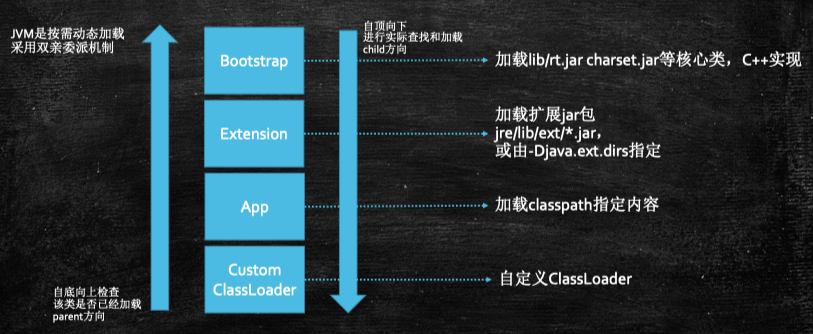 JVM是按需动态加载
采用双亲委派机制
自顶向下
进行实际查找和加载
child方向
Bootstrap
加载lib/rt.jar charset.jar等核心类，C++实现
Extension
加载扩展jar包
jre/lib/ext/*.jar，
或由-Djava.ext.dirs指定
App
加载classpath指定内容
Custom
ClassLoader
自定义ClassLoader
自底向上检查
该类是否已经加载
parent方向